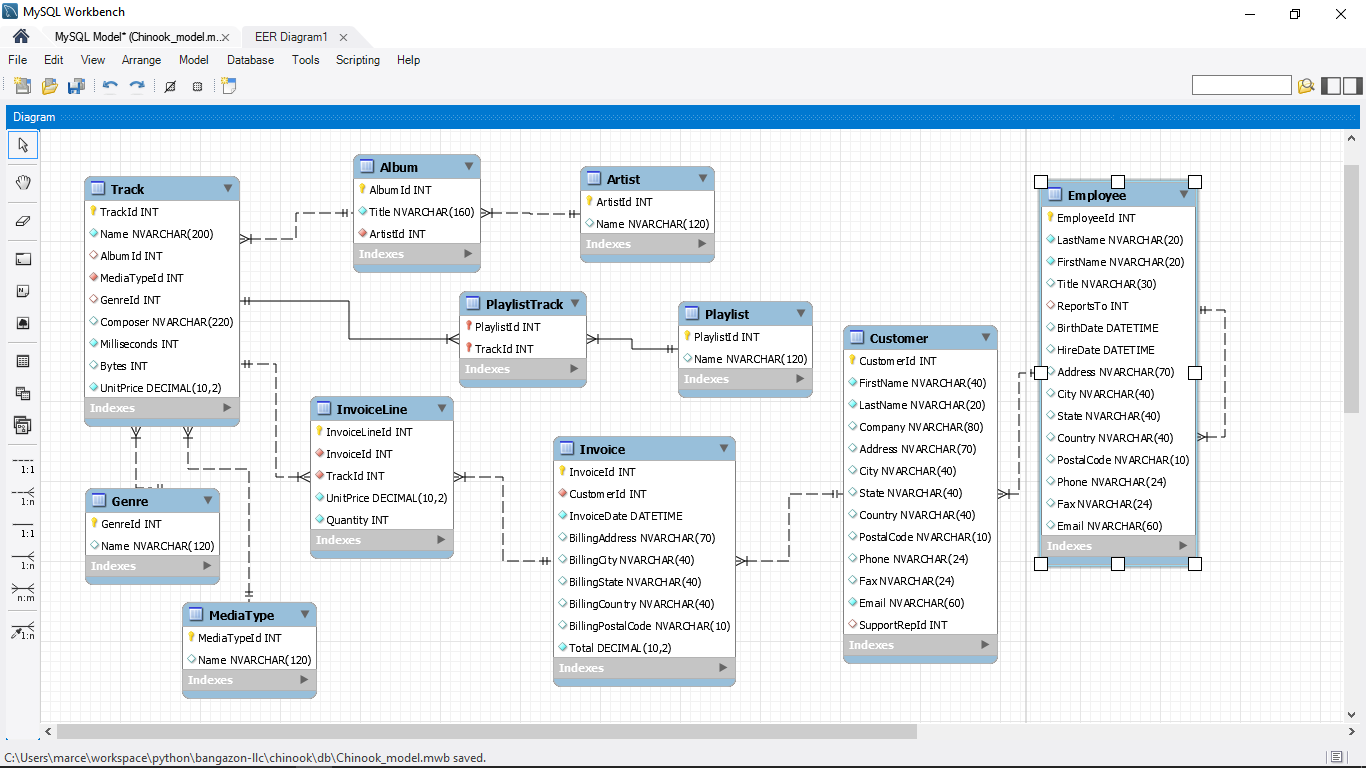 MySQL Workbench
MySQL Model* (Chinook_model.m...
EER Diagram1
File Edit View Arrange Model Database Tools Scripting Help
Diagram
1:1
1:n
1:1
1:n
n:m
1:n
Track
TrackId INT
Name NVARCHAR(200)
AlbumId INT
MediaTypeId INT
GenreId INT
Composer NVARCHAR(220)
Milliseconds INT
Bytes INT
UnitPrice DECIMAL(10,2)
Indexes
Album
AlbumId INT
Title NVARCHAR(160)
ArtistId INT
Indexes
Artist
ArtistId INT
Name NVARCHAR(120)
Indexes
PlaylistTrack
PlaylistId INT
TrackId INT
Indexes
Playlist
PlaylistId INT
Name NVARCHAR(120)
Indexes
InvoiceLine
InvoiceLineId INT
InvoiceId INT
TrackId INT
UnitPrice DECIMAL(10,2)
Quantity INT
Indexes
Genre
GenreId INT
Name NVARCHAR(120)
Indexes
MediaType
MediaTypeId INT
Name NVARCHAR(120)
Indexes
Invoice
InvoiceId INT
CustomerId INT
InvoiceDate DATETIME
BillingAddress NVARCHAR(70)
BillingCity NVARCHAR(40)
BillingState NVARCHAR(40)
BillingCountry NVARCHAR(40)
BillingPostalCode NVARCHAR(10)
Total DECIMAL(10,2)
Indexes
Customer
CustomerId INT
FirstName NVARCHAR(40)
LastName NVARCHAR(20)
Company NVARCHAR(80)
Address NVARCHAR(70)
City NVARCHAR(40)
State NVARCHAR(40)
Country NVARCHAR(40)
PostalCode NVARCHAR(10)
Phone NVARCHAR(24)
Fax NVARCHAR(24)
Email NVARCHAR(60)
SupportRepId INT
Indexes
Employee
EmployeeId INT
LastName NVARCHAR(20)
FirstName NVARCHAR(20)
Title NVARCHAR(30)
ReportsTo INT
BirthDate DATETIME
HireDate DATETIME
Address NVARCHAR(70)
City NVARCHAR(40)
State NVARCHAR(40)
Country NVARCHAR(40)
PostalCode NVARCHAR(10)
Phone NVARCHAR(24)
Fax NVARCHAR(24)
Email NVARCHAR(60)
Indexes
C:\Users\marce\workspace\python\bangazon-llc\chinook\db\Chinook_model.mwb saved.